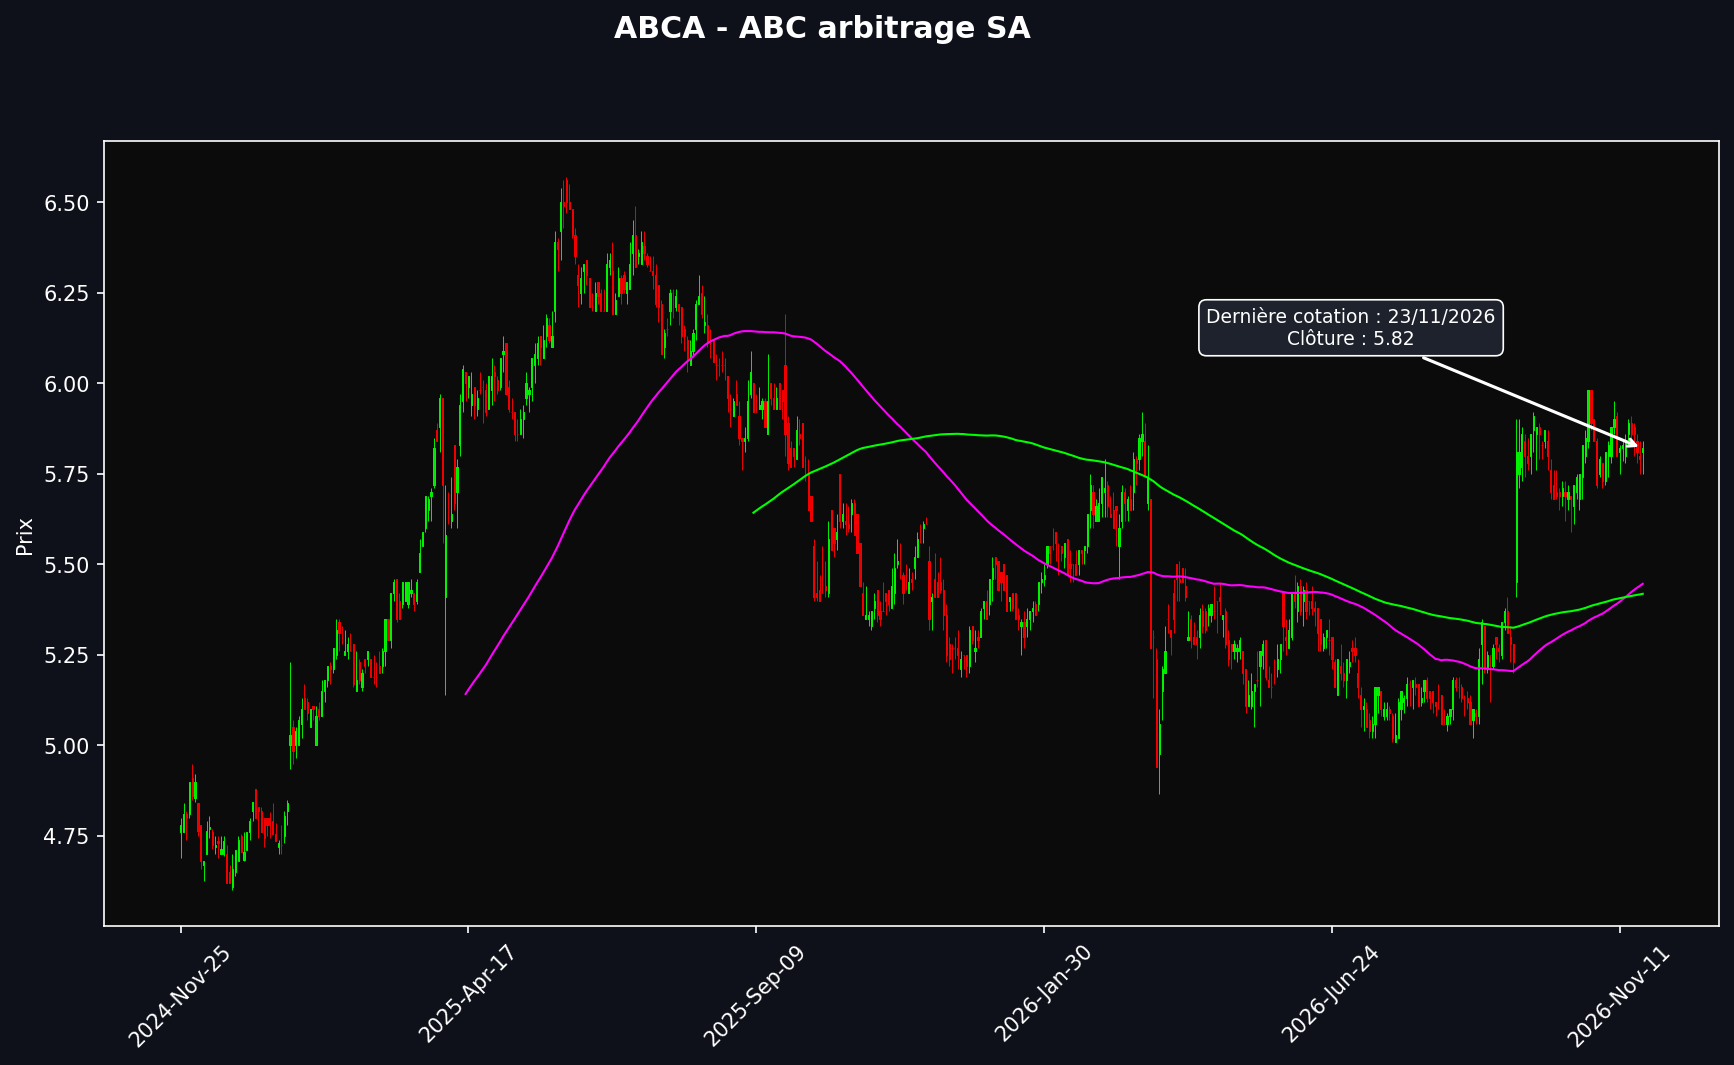 ABCA - ABC arbitrage SA
Prix
6.50
6.25
6.00
5.75
5.50
5.25
5.00
4.75
Dernière cotation : 23/11/2026
Clôture : 5.82
2024-Nov-25
2025-Apr-17
2025-Sep-09
2026-Jan-30
2026-Jun-24
2026-Nov-11